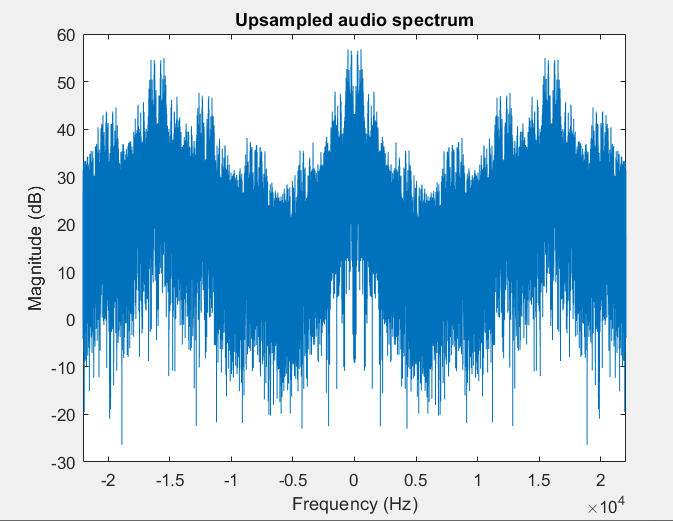 Upsampled audio spectrum
60
50
40
30
20
10
0
-10
-20
-30
Magnitude (dB)
-2 -1.5 -1 -0.5 0 0.5 1 1.5 2
Frequency (Hz)
×10⁴